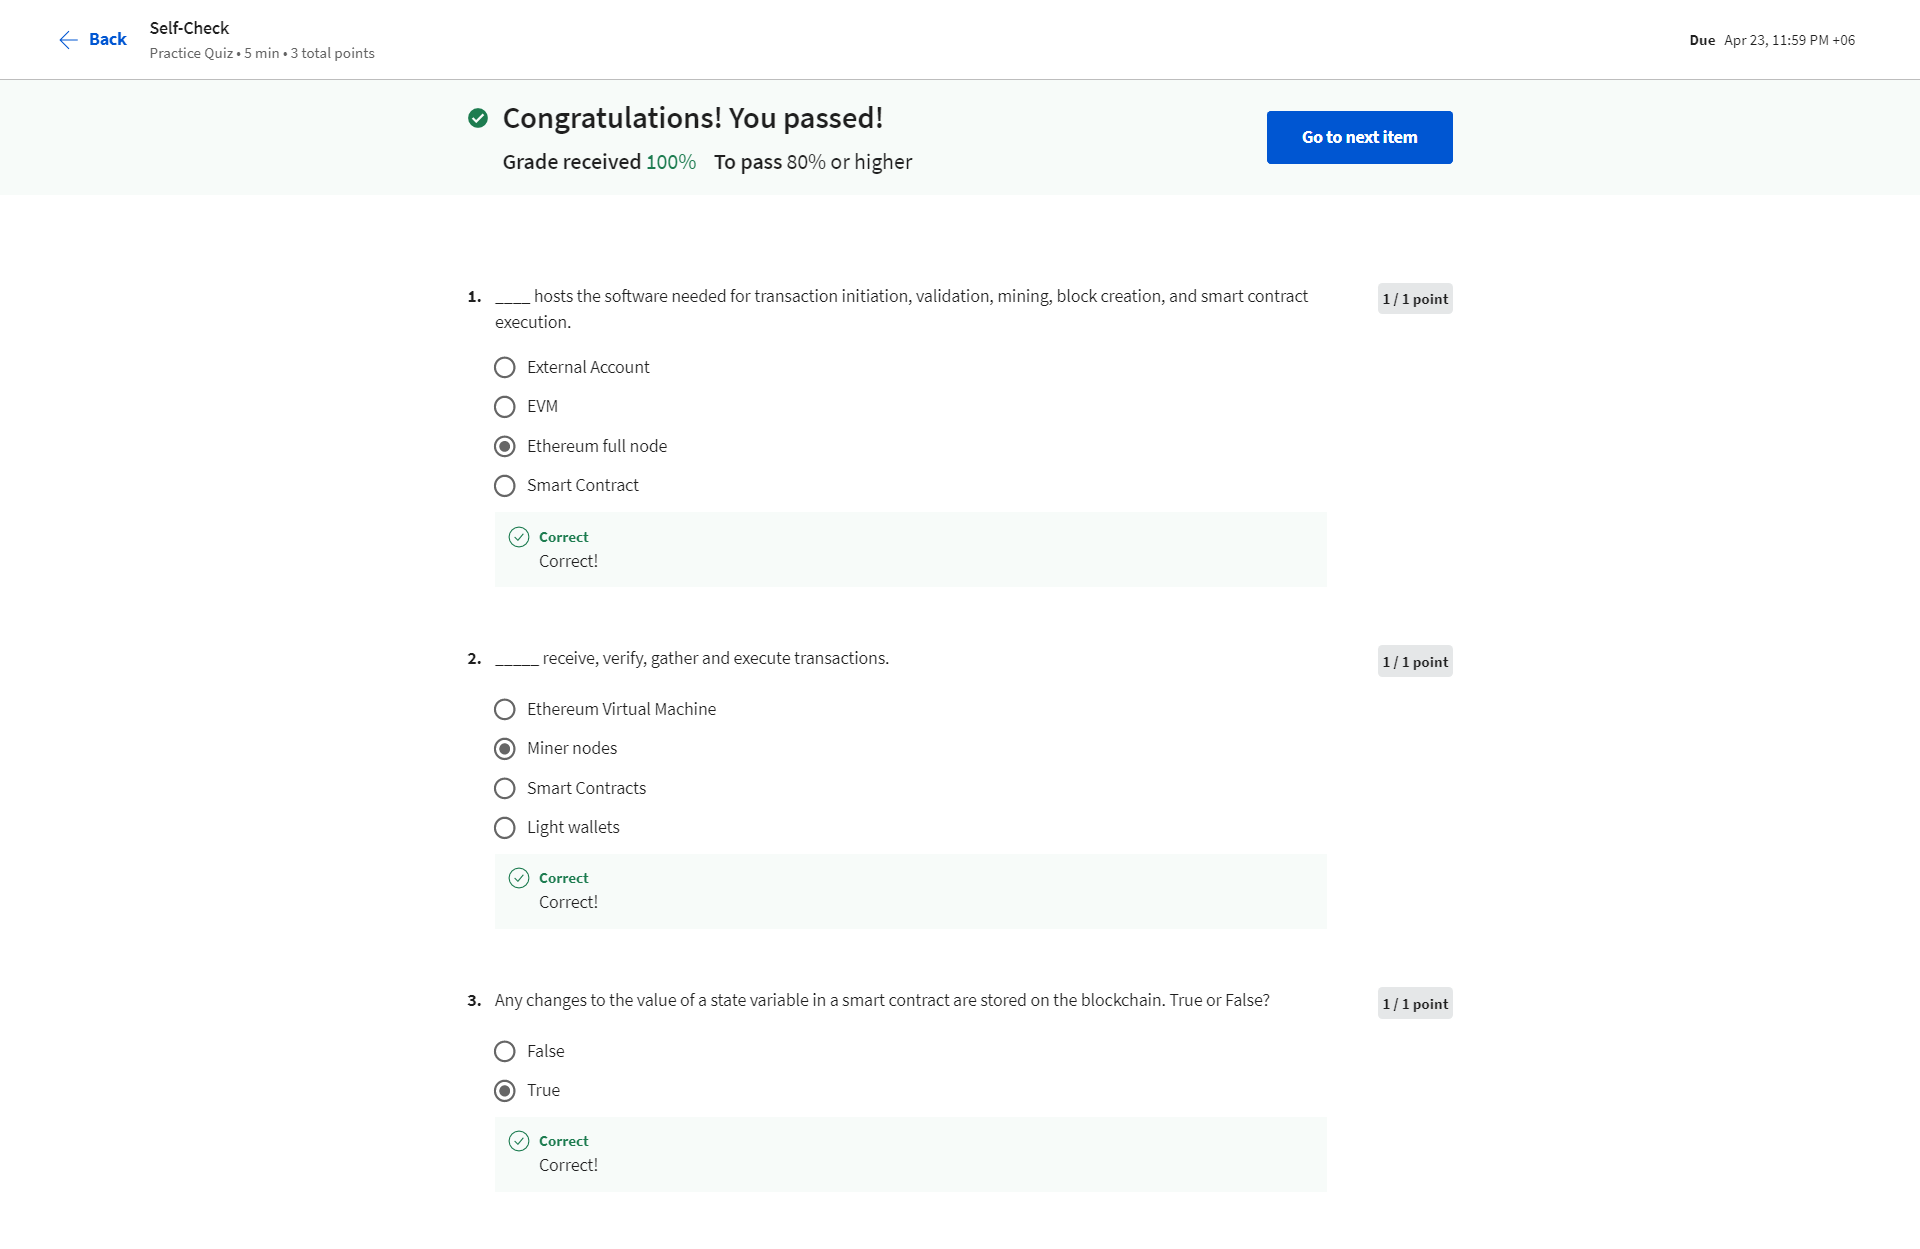 Back
Self-Check
Practice Quiz • 5 min • 3 total points
Due Apr 23, 11:59 PM +06
Congratulations! You passed!
Grade received 100% To pass 80% or higher
Go to next item
1. ____ hosts the software needed for transaction initiation, validation, mining, block creation, and smart contract
execution.
1 / 1 point
External Account
EVM
Ethereum full node
Smart Contract
Correct
Correct!
2. _____ receive, verify, gather and execute transactions.
1 / 1 point
Ethereum Virtual Machine
Miner nodes
Smart Contracts
Light wallets
Correct
Correct!
3. Any changes to the value of a state variable in a smart contract are stored on the blockchain. True or False?
1 / 1 point
False
True
Correct
Correct!